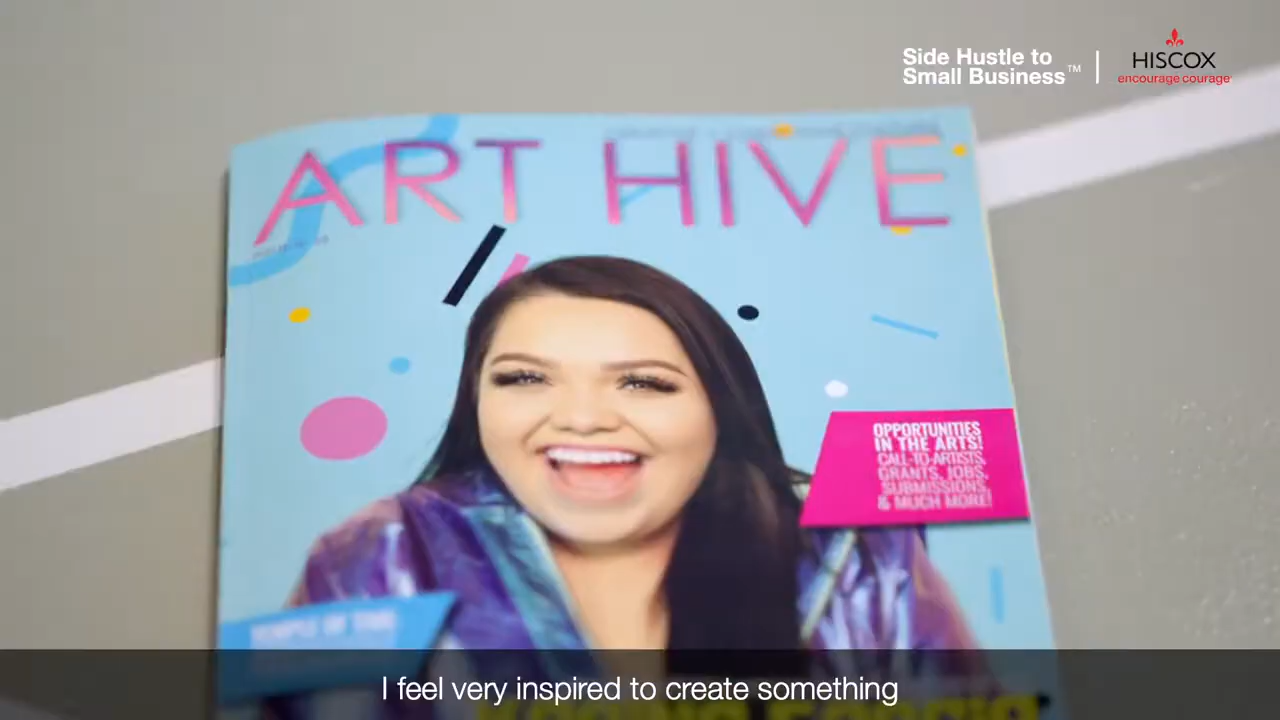 Side Hustle to
Small Business™
HISCOX
encourage courage
ART HIVE
OPPORTUNITIES
IN THE ARTS!
CALL-TO-ARTISTS,
GRANTS, JOBS,
SUBMISSIONS,
& MUCH MORE!
I feel very inspired to create something